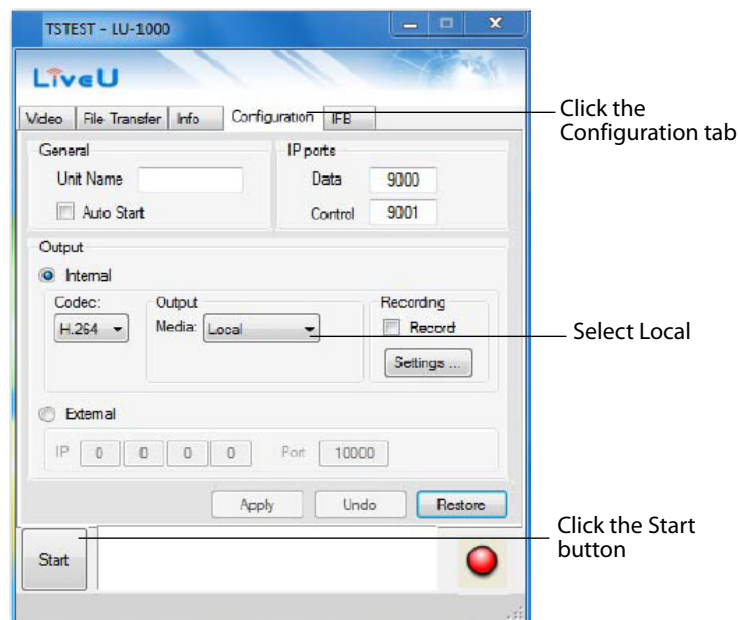 TSTEST - LU-1000
LiveU
Video File Transfer Info Configuration IFB
Click the
Configuration tab
General
IP ports
Unit Name
Data 9000
Auto Start
Control 9001
Output
Internal
Codec:
Output
Recording
H.264
Media: Local
Record
Select Local
Settings ...
External
IP 0 0 0 0 Port 10000
Apply Undo Restore
Click the Start
button
Start